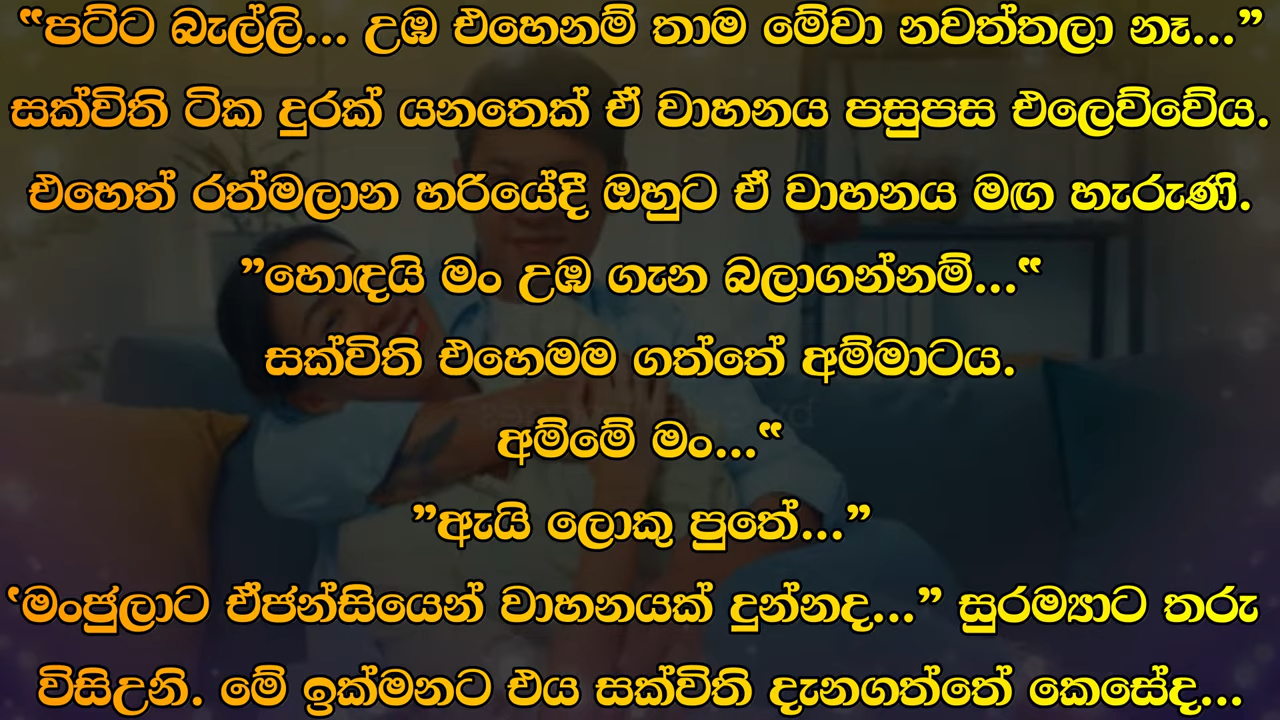 “පට්ට බැල්ලි... උඹ එහෙනම් තාම මේවා නවත්තලා නෑ...”
සක්විති ටික දුරක් යනතෙක් ඒ වාහනය පසුපස එලෙව්වේය.
එහෙත් රත්මලාන හරියේදී ඔහුට ඒ වාහනය මඟ හැරුණි.
”හොඳයි මං උඹ ගැන බලාගන්නම්...“
සක්විති එහෙමම ගත්තේ අම්මාටය.
අම්මේ මං...“
”ඇයි ලොකු පුතේ...”
‘මංජුලාට ඒජන්සියෙන් වාහනයක් දුන්නද...” සුරම්‍යාට තරු
විසිඋනි. මේ ඉක්මනට එය සක්විති දැනගත්තේ කෙසේද...